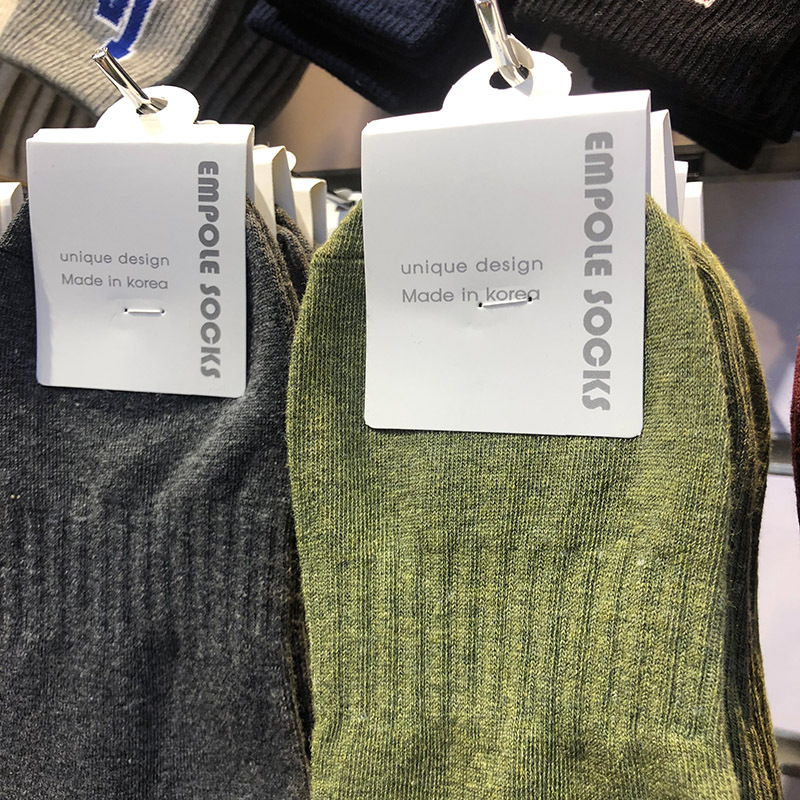 unique design
Made in korea
EMPOLE SOCKS
unique design
Made in korea
EMPOLE SOCKS